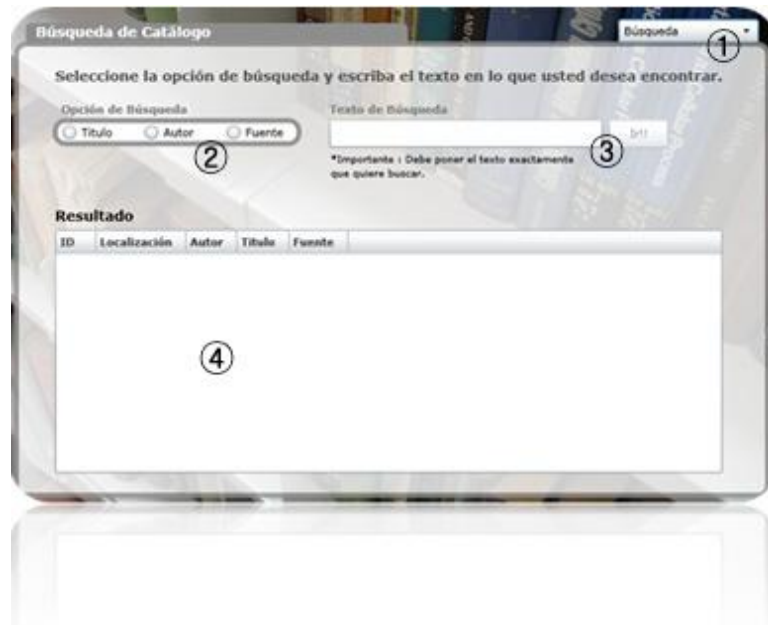 Búsqueda de Catálogo
Búsqueda
①
Seleccione la opción de búsqueda y escriba el texto en lo que usted desea encontrar.
Opción de Búsqueda
Texto de Búsqueda
Título Autor Fuente
②
③
*Importante : Debe poner el texto exactamente
que quiere buscar.
Resultado
ID Localización Autor Título Fuente
④